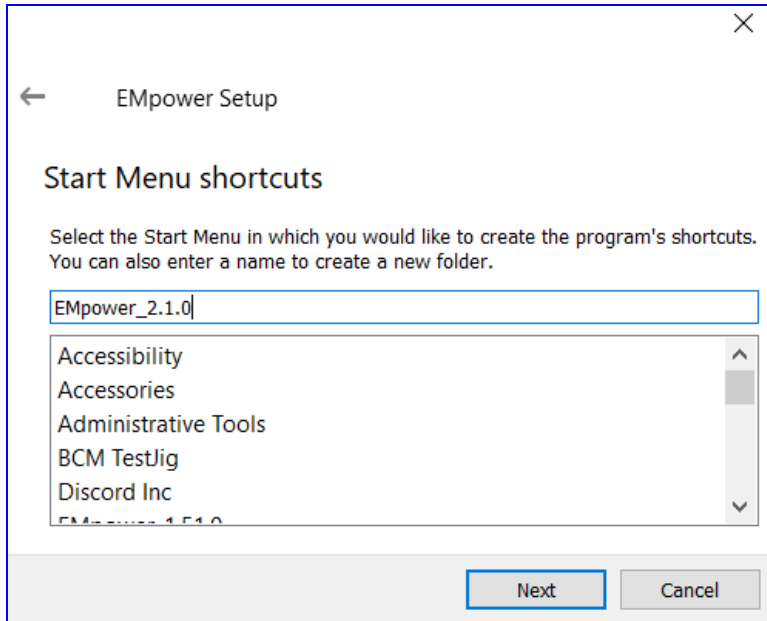 EMpower Setup
Start Menu shortcuts
Select the Start Menu in which you would like to create the program's shortcuts.
You can also enter a name to create a new folder.
EMpower_2.1.0
Accessibility
Accessories
Administrative Tools
BCM TestJig
Discord Inc
Next
Cancel